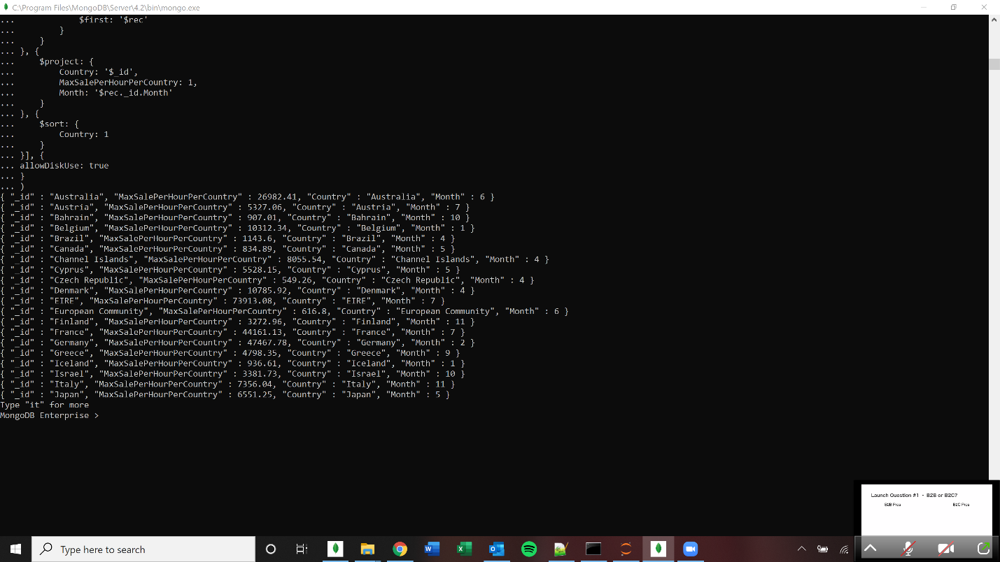 C:\Program Files\MongoDB\Server\4.2\bin\mongo.exe
...             $first: '$rec'
...         }
...     }
... }, {
...     $project: {
...         Country: '$_id',
...         MaxSalePerHourPerCountry: 1,
...         Month: '$rec._id.Month'
...     }
... }, {
...     $sort: {
...         Country: 1
...     }
... }], {
... allowDiskUse: true
... }
... )
{ "_id" : "Australia", "MaxSalePerHourPerCountry" : 26982.41, "Country" : "Australia", "Month" : 6 }
{ "_id" : "Austria", "MaxSalePerHourPerCountry" : 5327.06, "Country" : "Austria", "Month" : 7 }
{ "_id" : "Bahrain", "MaxSalePerHourPerCountry" : 907.01, "Country" : "Bahrain", "Month" : 10 }
{ "_id" : "Belgium", "MaxSalePerHourPerCountry" : 10312.34, "Country" : "Belgium", "Month" : 1 }
{ "_id" : "Brazil", "MaxSalePerHourPerCountry" : 1143.6, "Country" : "Brazil", "Month" : 4 }
{ "_id" : "Canada", "MaxSalePerHourPerCountry" : 834.89, "Country" : "Canada", "Month" : 5 }
{ "_id" : "Channel Islands", "MaxSalePerHourPerCountry" : 8055.54, "Country" : "Channel Islands", "Month" : 4 }
{ "_id" : "Cyprus", "MaxSalePerHourPerCountry" : 5528.15, "Country" : "Cyprus", "Month" : 5 }
{ "_id" : "Czech Republic", "MaxSalePerHourPerCountry" : 549.26, "Country" : "Czech Republic", "Month" : 4 }
{ "_id" : "Denmark", "MaxSalePerHourPerCountry" : 10785.92, "Country" : "Denmark", "Month" : 4 }
{ "_id" : "EIRE", "MaxSalePerHourPerCountry" : 73913.08, "Country" : "EIRE", "Month" : 7 }
{ "_id" : "European Community", "MaxSalePerHourPerCountry" : 616.8, "Country" : "European Community", "Month" : 6 }
{ "_id" : "Finland", "MaxSalePerHourPerCountry" : 3272.96, "Country" : "Finland", "Month" : 11 }
{ "_id" : "France", "MaxSalePerHourPerCountry" : 44161.13, "Country" : "France", "Month" : 7 }
{ "_id" : "Germany", "MaxSalePerHourPerCountry" : 47467.78, "Country" : "Germany", "Month" : 2 }
{ "_id" : "Greece", "MaxSalePerHourPerCountry" : 4798.35, "Country" : "Greece", "Month" : 9 }
{ "_id" : "Iceland", "MaxSalePerHourPerCountry" : 936.61, "Country" : "Iceland", "Month" : 1 }
{ "_id" : "Israel", "MaxSalePerHourPerCountry" : 3381.73, "Country" : "Israel", "Month" : 10 }
{ "_id" : "Italy", "MaxSalePerHourPerCountry" : 7356.04, "Country" : "Italy", "Month" : 11 }
{ "_id" : "Japan", "MaxSalePerHourPerCountry" : 6551.25, "Country" : "Japan", "Month" : 5 }
Type "it" for more
MongoDB Enterprise >
Launch Question #1 - B2B or B2C?
B2B Pros B2C Pros
Type here to search